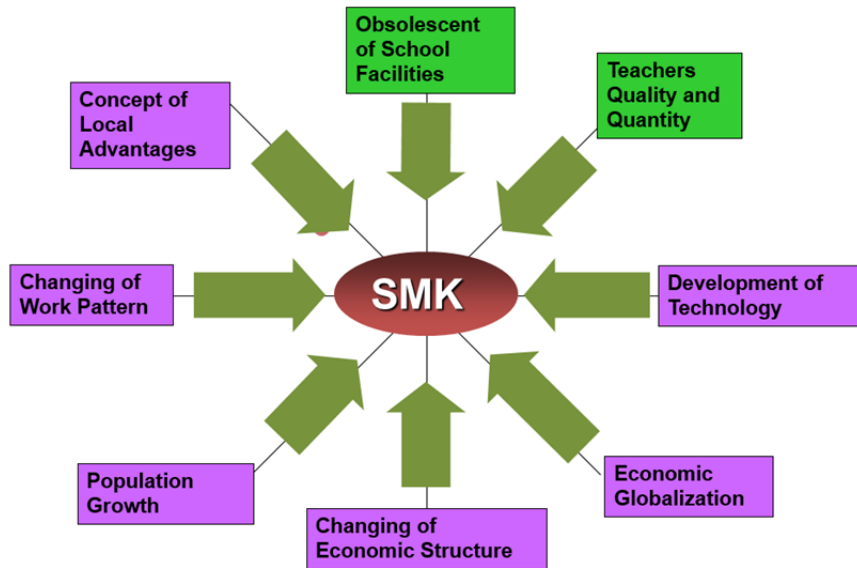 Obsolescent
of School
Facilities
Teachers
Quality and
Quantity
Concept of
Local
Advantages
Changing of
Work Pattern
SMK
Development of
Technology
Population
Growth
Changing of
Economic Structure
Economic
Globalization